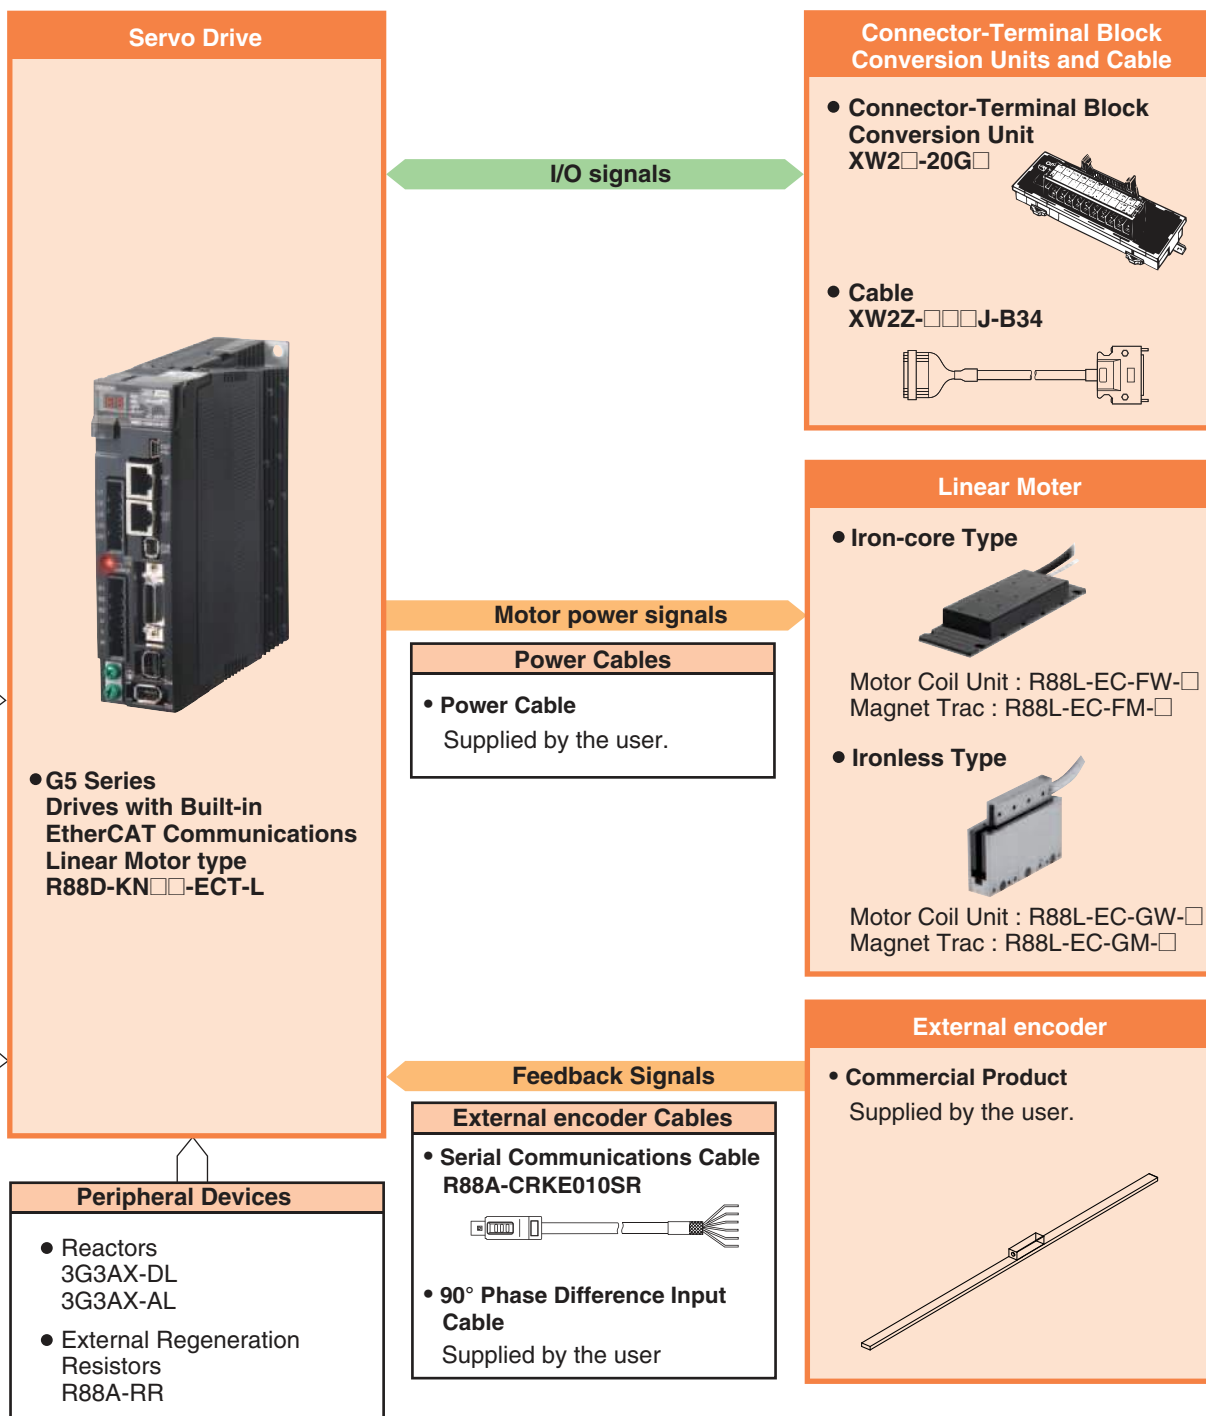 Servo Drive
● G5 Series
Drives with Built-in
EtherCAT Communications
Linear Motor type
R88D-KN□□-ECT-L
I/O signals
Connector-Terminal Block
Conversion Units and Cable
● Connector-Terminal Block
Conversion Unit
XW2□-20G□
● Cable
XW2Z-□□□J-B34
Motor power signals
Power Cables
• Power Cable
Supplied by the user.
Linear Moter
● Iron-core Type
Motor Coil Unit : R88L-EC-FW-□
Magnet Trac : R88L-EC-FM-□
● Ironless Type
Motor Coil Unit : R88L-EC-GW-□
Magnet Trac : R88L-EC-GM-□
Feedback Signals
External encoder Cables
• Serial Communications Cable
R88A-CRKE010SR
• 90° Phase Difference Input
Cable
Supplied by the user
External encoder
• Commercial Product
Supplied by the user.
Peripheral Devices
● Reactors
3G3AX-DL
3G3AX-AL
● External Regeneration
Resistors
R88A-RR